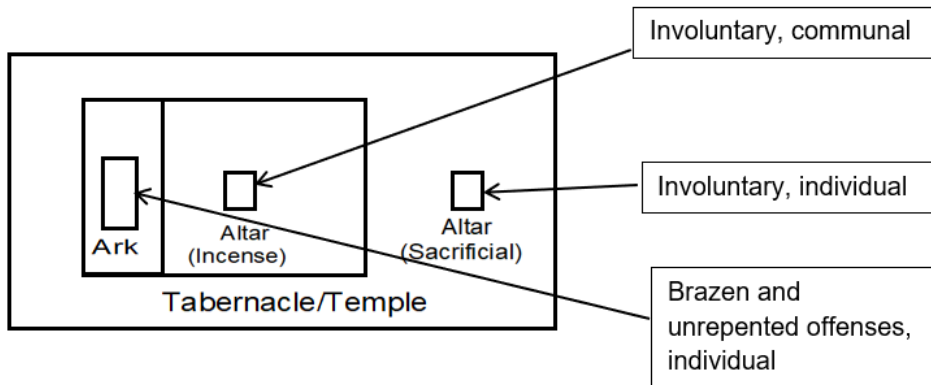 Involuntary, communal
Involuntary, individual
Ark
Altar
(Incense)
Altar
(Sacrificial)
Tabernacle/Temple
Brazen and
unrepented offenses,
individual